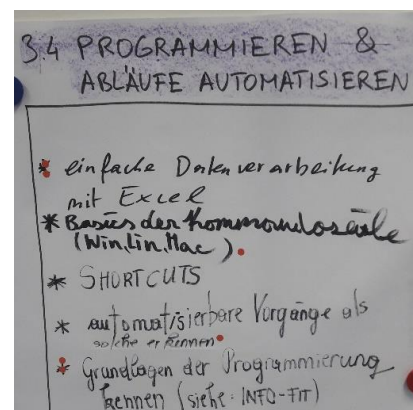 3.4 PROGRAMMIEREN &
ABLÄUFE AUTOMATISIEREN
* einfache Datenverarbeitung
mit Excel
* Basics der Kommandozeile
(Win, Lin, Mac).
* SHORTCUTS
* automatisierbare Vorgänge als
solche erkennen
* Grundlagen der Programmierung
kennen (siehe: INFO-FIT)